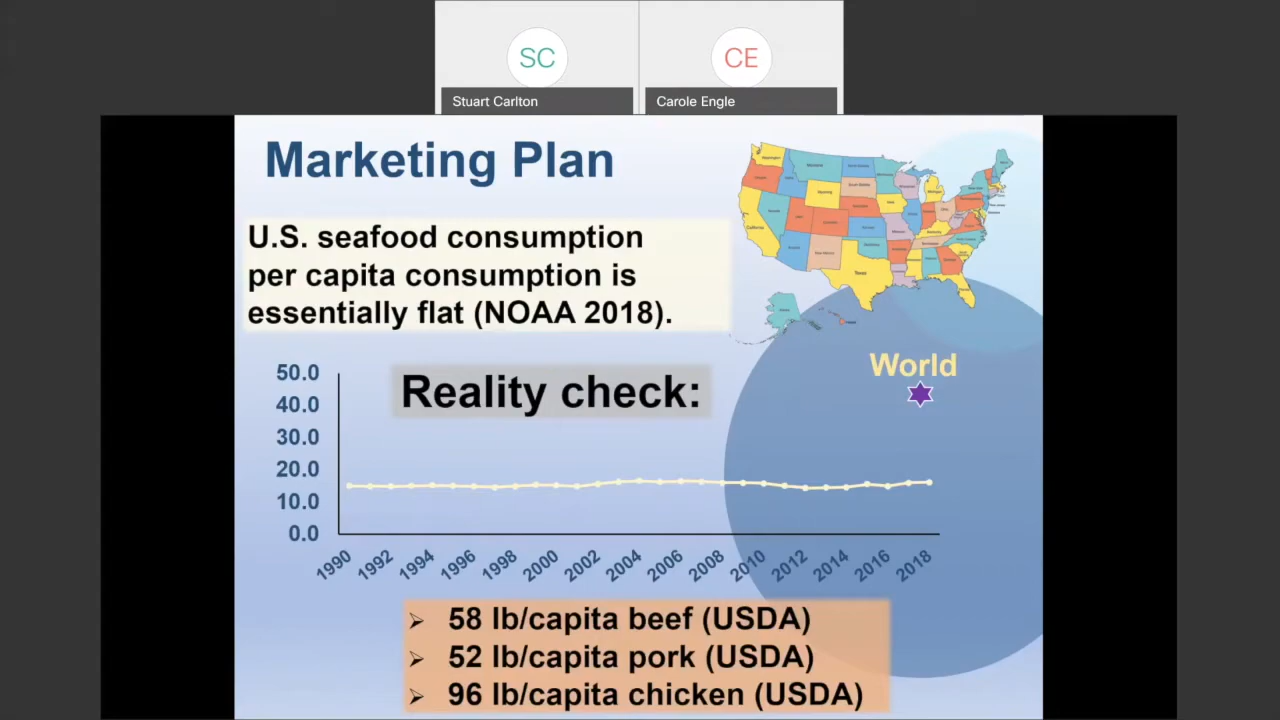 SC
CE
Stuart Carlton
Carole Engle
Marketing Plan
U.S. seafood consumption
per capita consumption is
essentially flat (NOAA 2018).
Texas
California
World
Reality check:
50.0
40.0
30.0
20.0
10.0
0.0
1990
1992
1994
1996
1998
2000
2002
2004
2006
2008
2010
2012
2014
2016
2018
➢ 58 lb/capita beef (USDA)
➢ 52 lb/capita pork (USDA)
➢ 96 lb/capita chicken (USDA)